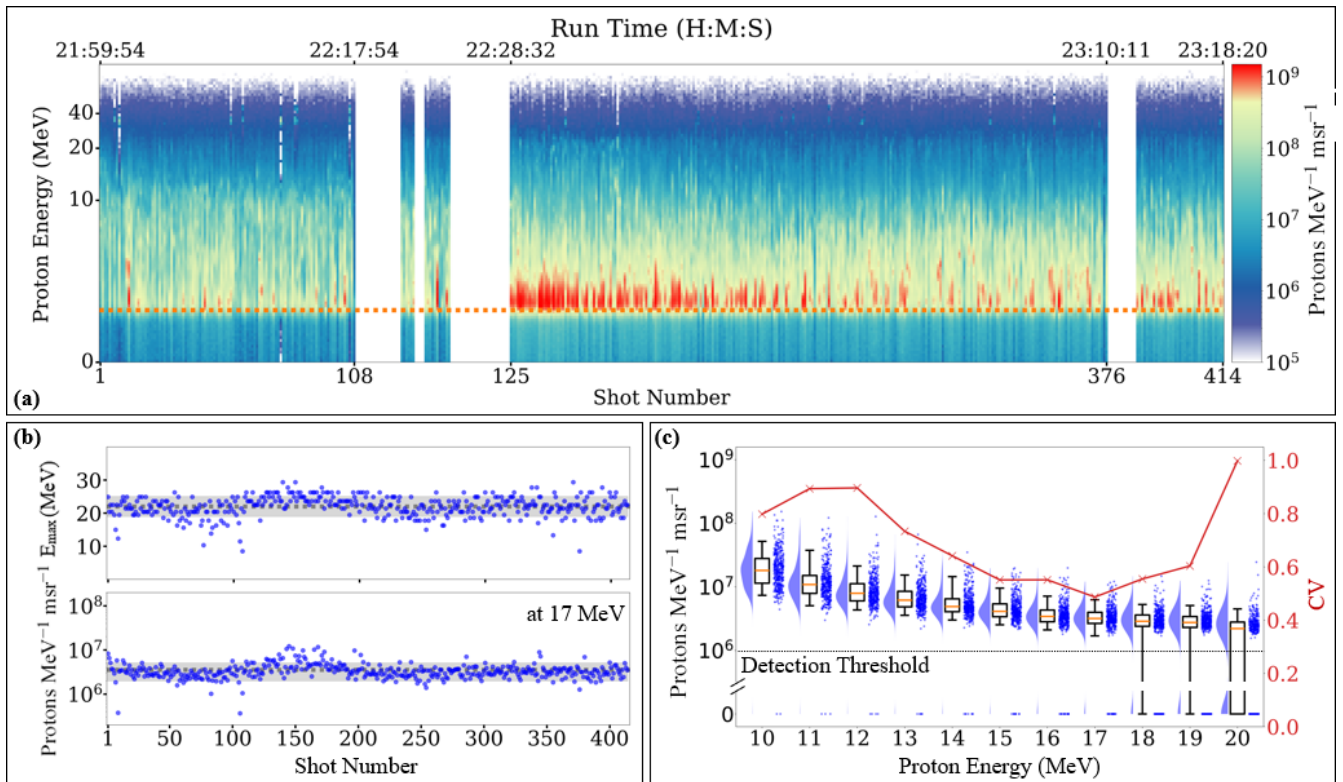 Run Time (H:M:S)
21:59:54 22:17:54 22:28:32 23:10:11 23:18:20
Proton Energy (MeV)
40
20
10
0
1 108 125 376 414
Shot Number
Protons MeV⁻¹ msr⁻¹
10⁹
10⁸
10⁷
10⁶
10⁵
(a)
(b)
E_max (MeV)
30
20
10
Protons MeV⁻¹ msr⁻¹
at 17 MeV
10⁸
10⁷
10⁶
1 50 100 150 200 250 300 350 400
Shot Number
(c)
Protons MeV⁻¹ msr⁻¹
10⁹
10⁸
10⁷
10⁶
0
Detection Threshold
10 11 12 13 14 15 16 17 18 19 20
Proton Energy (MeV)
1.0
0.8
0.6
0.4
0.2
0.0
CV